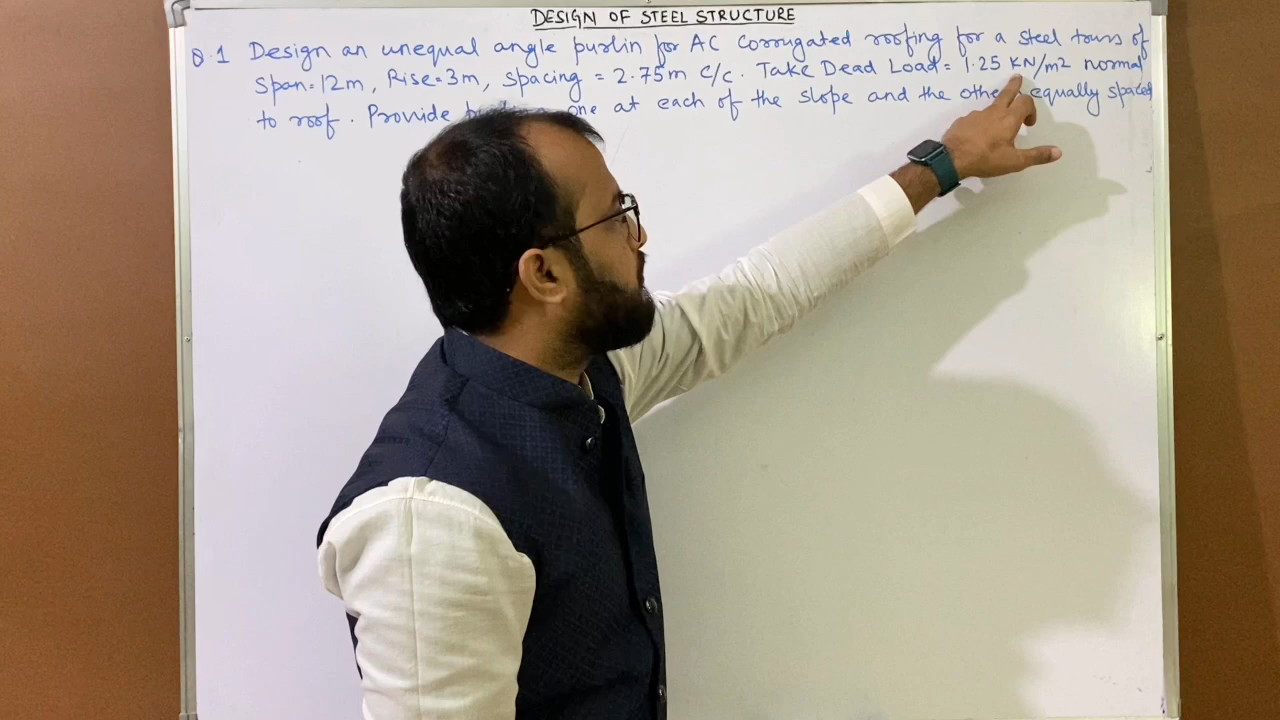 DESIGN OF STEEL STRUCTURE
Q.1 Design an unequal angle purlin for AC Corrugated roofing for a steel truss of
Span=12m, Rise=3m, spacing = 2.75m C/C. Take Dead Load= 1.25 KN/m2 normal
to roof. Provide one at each of the slope and the other equally spaced